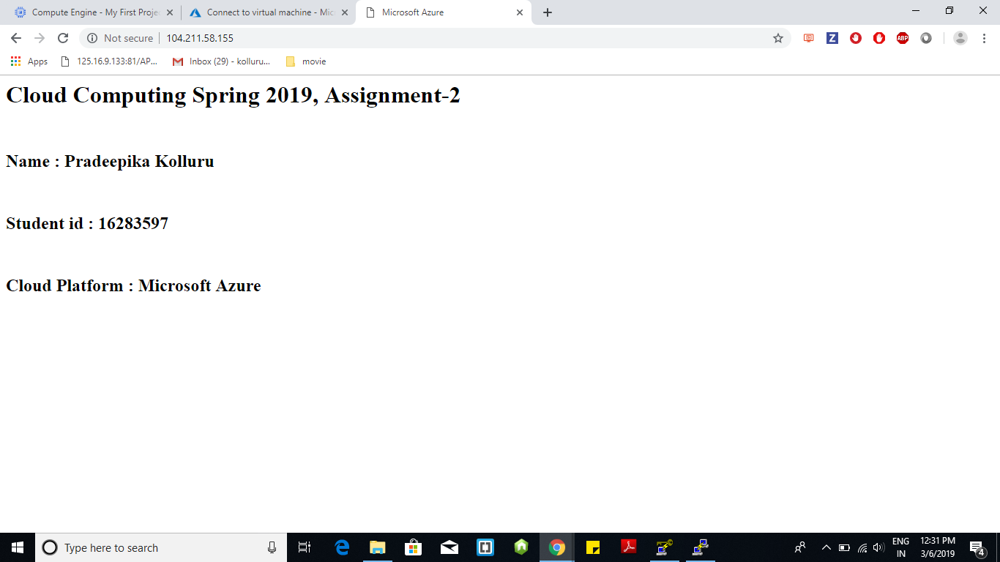 Compute Engine - My First Proje
Connect to virtual machine - Mic
Microsoft Azure
Not secure
104.211.58.155
ABP
Z
Apps
125.16.9.133:81/AP...
Inbox (29) - kolluru...
movie
Cloud Computing Spring 2019, Assignment-2
Name : Pradeepika Kolluru
Student id : 16283597
Cloud Platform : Microsoft Azure
Type here to search
ENG
IN
12:31 PM
3/6/2019
4